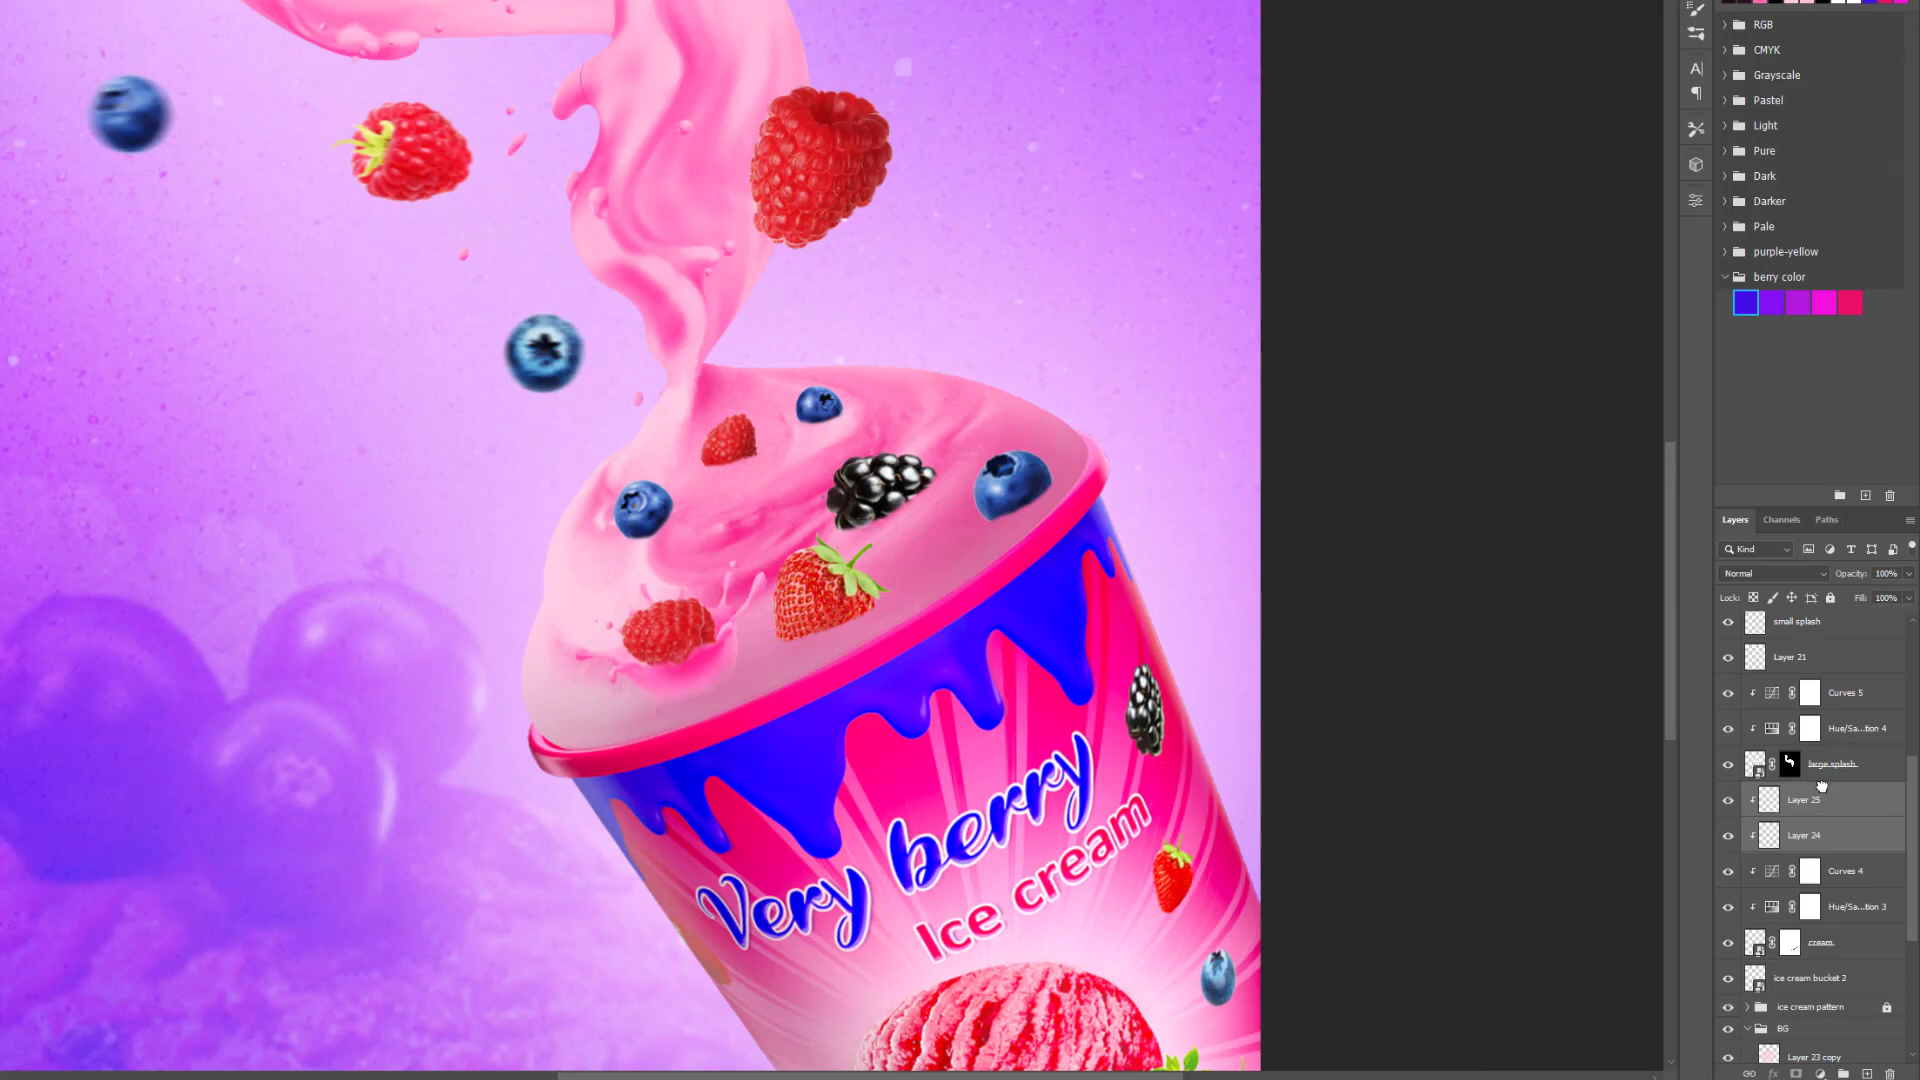 RGB
CMYK
Grayscale
Pastel
Light
Pure
Dark
Darker
Pale
purple-yellow
berry color
Layers Channels Paths
Kind
Normal Opacity: 100%
Lock: Fill: 100%
small splash
Layer 21
Curves 5
Hue/Sa...tion 4
large splash
Layer 25
Layer 24
Curves 4
Hue/Sa...tion 3
cream
ice cream bucket 2
ice cream pattern
BG
Layer 23 copy
fx
Very berry
Ice cream